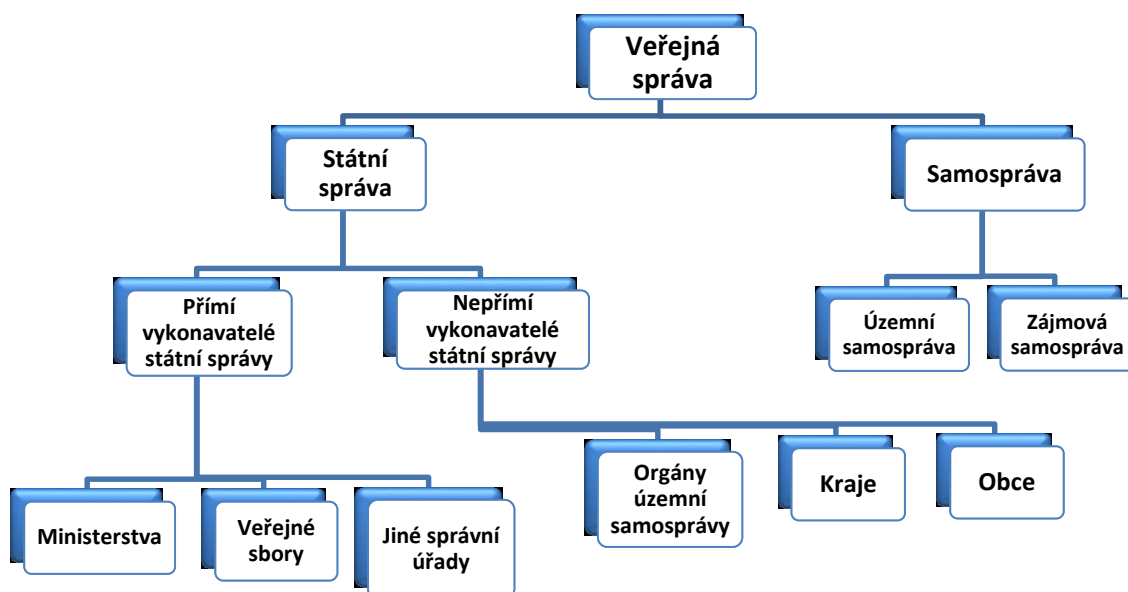 Veřejná
správa
Státní
správa
Samospráva
Přímí
vykonavatelé
státní správy
Nepřímí
vykonavatelé
státní správy
Územní
samospráva
Zájmová
samospráva
Orgány
územní
samosprávy
Kraje
Obce
Ministerstva
Veřejné
sbory
Jiné správní
úřady